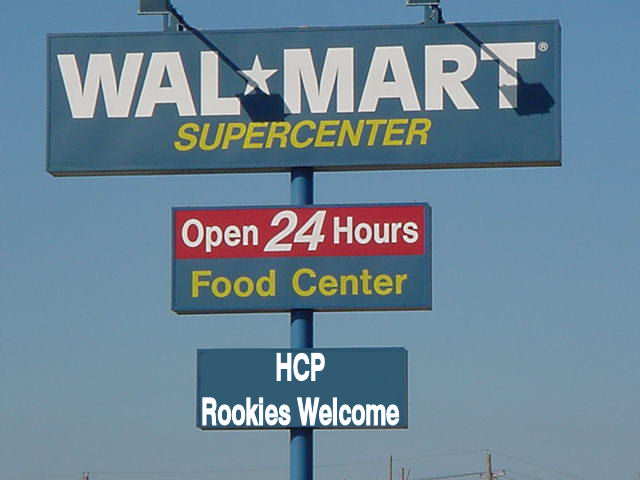 WAL★MART®
SUPERCENTER
Open 24 Hours
Food Center
HCP
Rookies Welcome